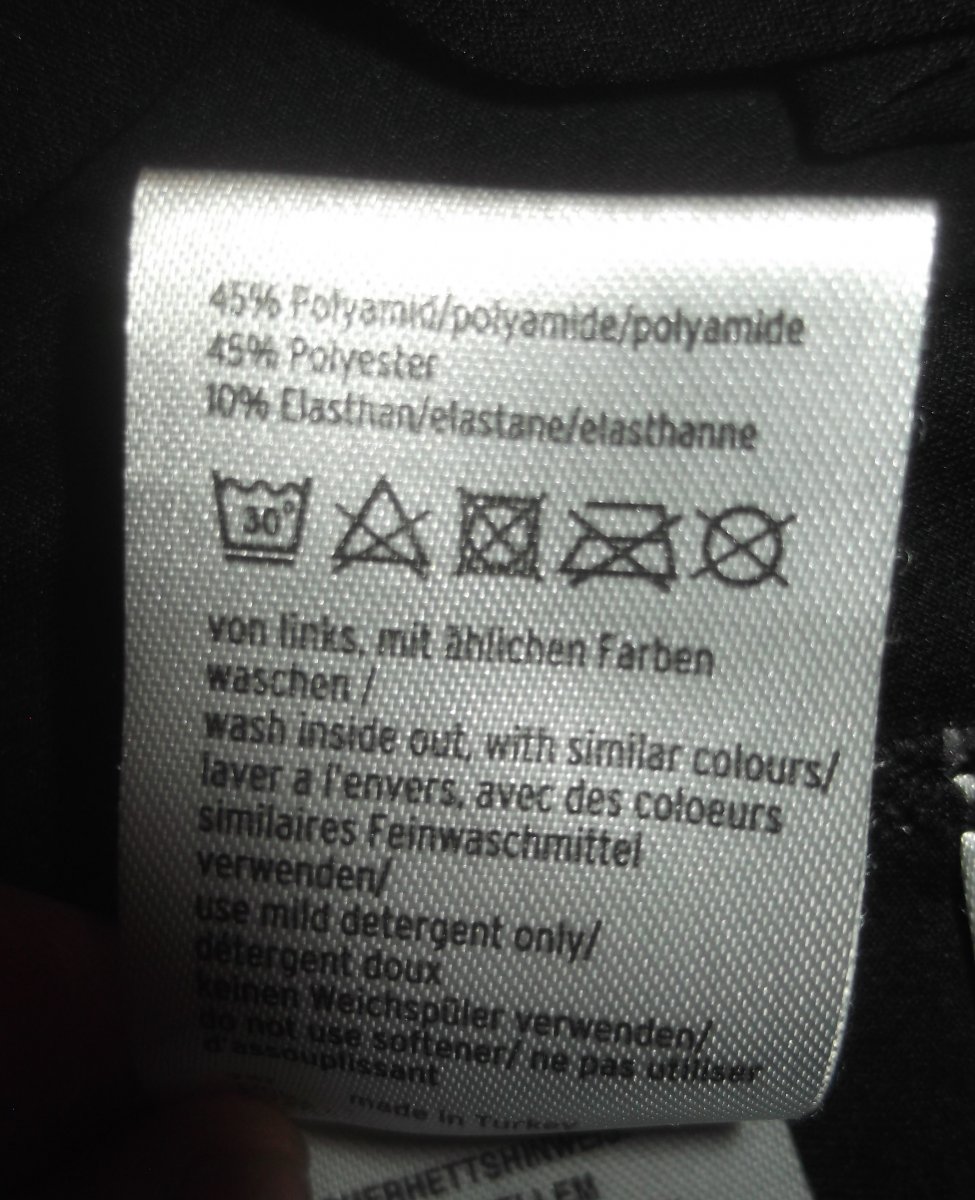 45% Polyamid/polyamide/polyamide
45% Polyester
10% Elasthan/elastane/elasthanne
30°
von links, mit ählichen Farben
waschen /
wash inside out, with similar colours/
laver a l'envers, avec des coloeurs
similaires Feinwaschmittel
verwenden/
use mild detergent only/
détergent doux
keinen Weichspüler verwenden/
do not use softener/ ne pas utiliser
d'assouplissant
made in Turkey